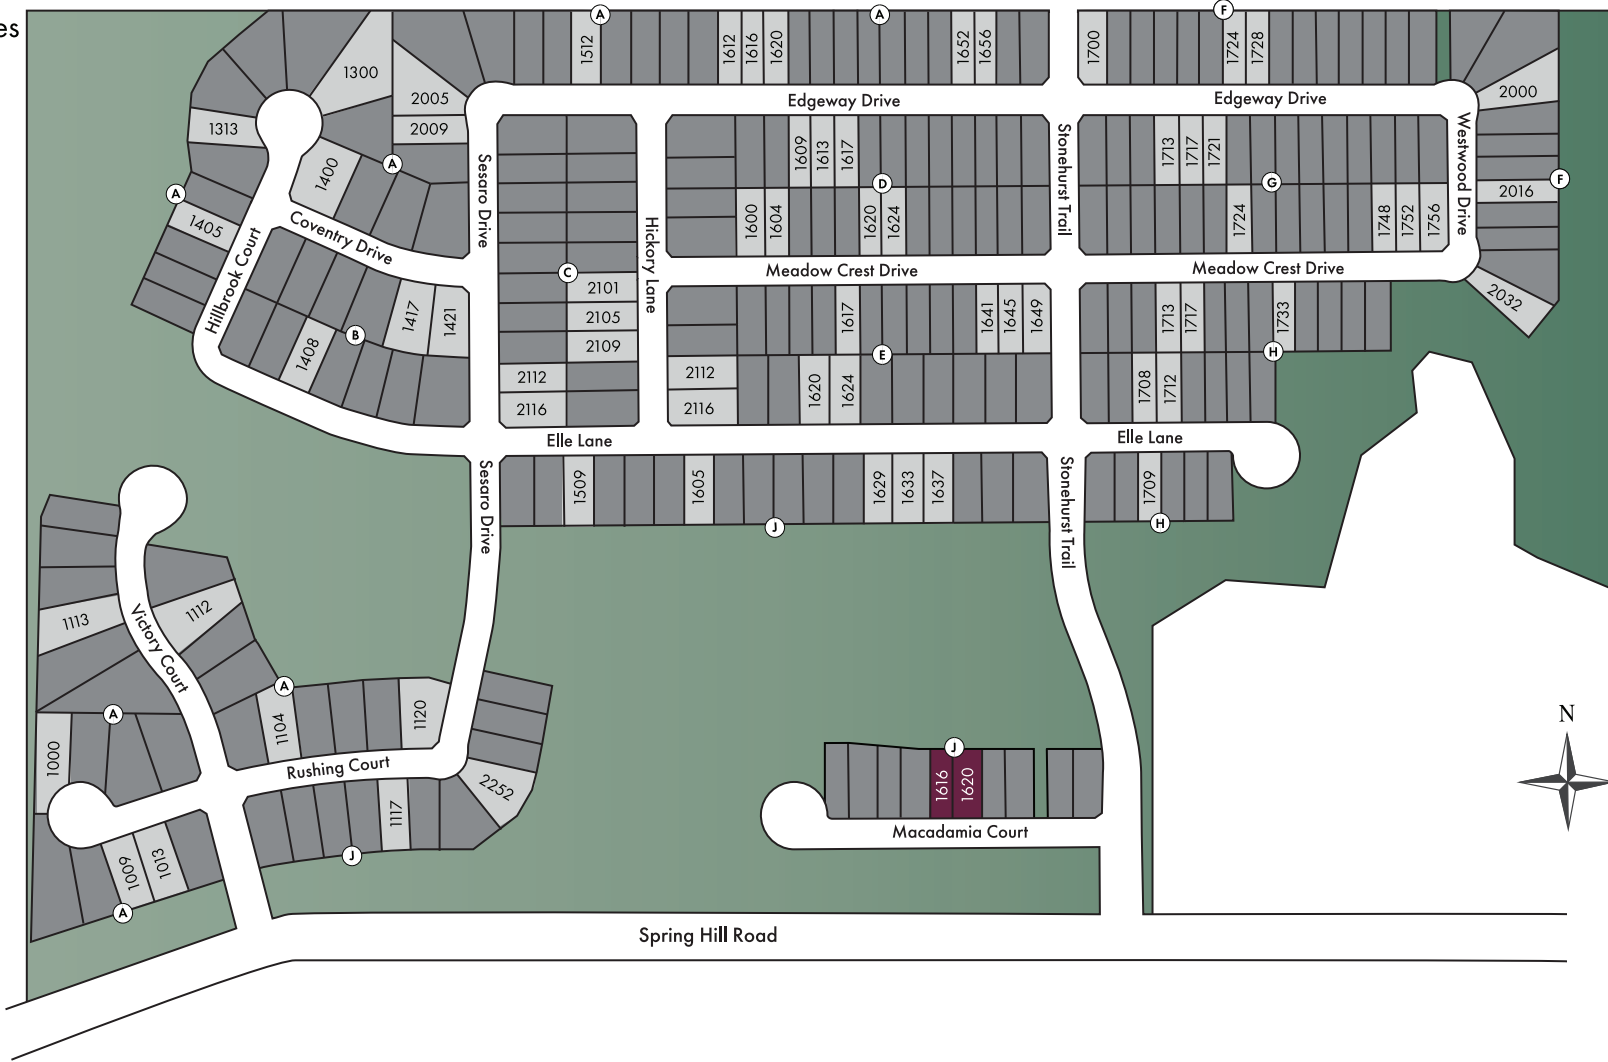 es
A
A
F
1300
1512
1612
1616
1620
1652
1656
1700
1724
1728
2005
2009
1313
2000
Edgeway Drive
Edgeway Drive
A
1400
A
Sesaro Drive
1609
1613
1617
Stonehurst Trail
1713
1717
1721
Westwood Drive
D
G
F
2016
1405
Coventry Drive
Hillbrook Court
Hickory Lane
1600
1604
1620
1624
1724
1748
1752
1756
C
Meadow Crest Drive
Meadow Crest Drive
2101
2105
2109
2032
1417
1421
B
1408
1617
1641
1645
1649
1713
1717
1733
E
H
2112
2116
2112
2116
1620
1624
1708
1712
Elle Lane
Elle Lane
Sesaro Drive
1509
1605
1629
1633
1637
Stonehurst Trail
1709
J
H
1113
1112
Victory Court
A
A
1104
1120
1000
Rushing Court
N
J
1616
1620
2252
1117
Macadamia Court
1009
1013
J
A
Spring Hill Road